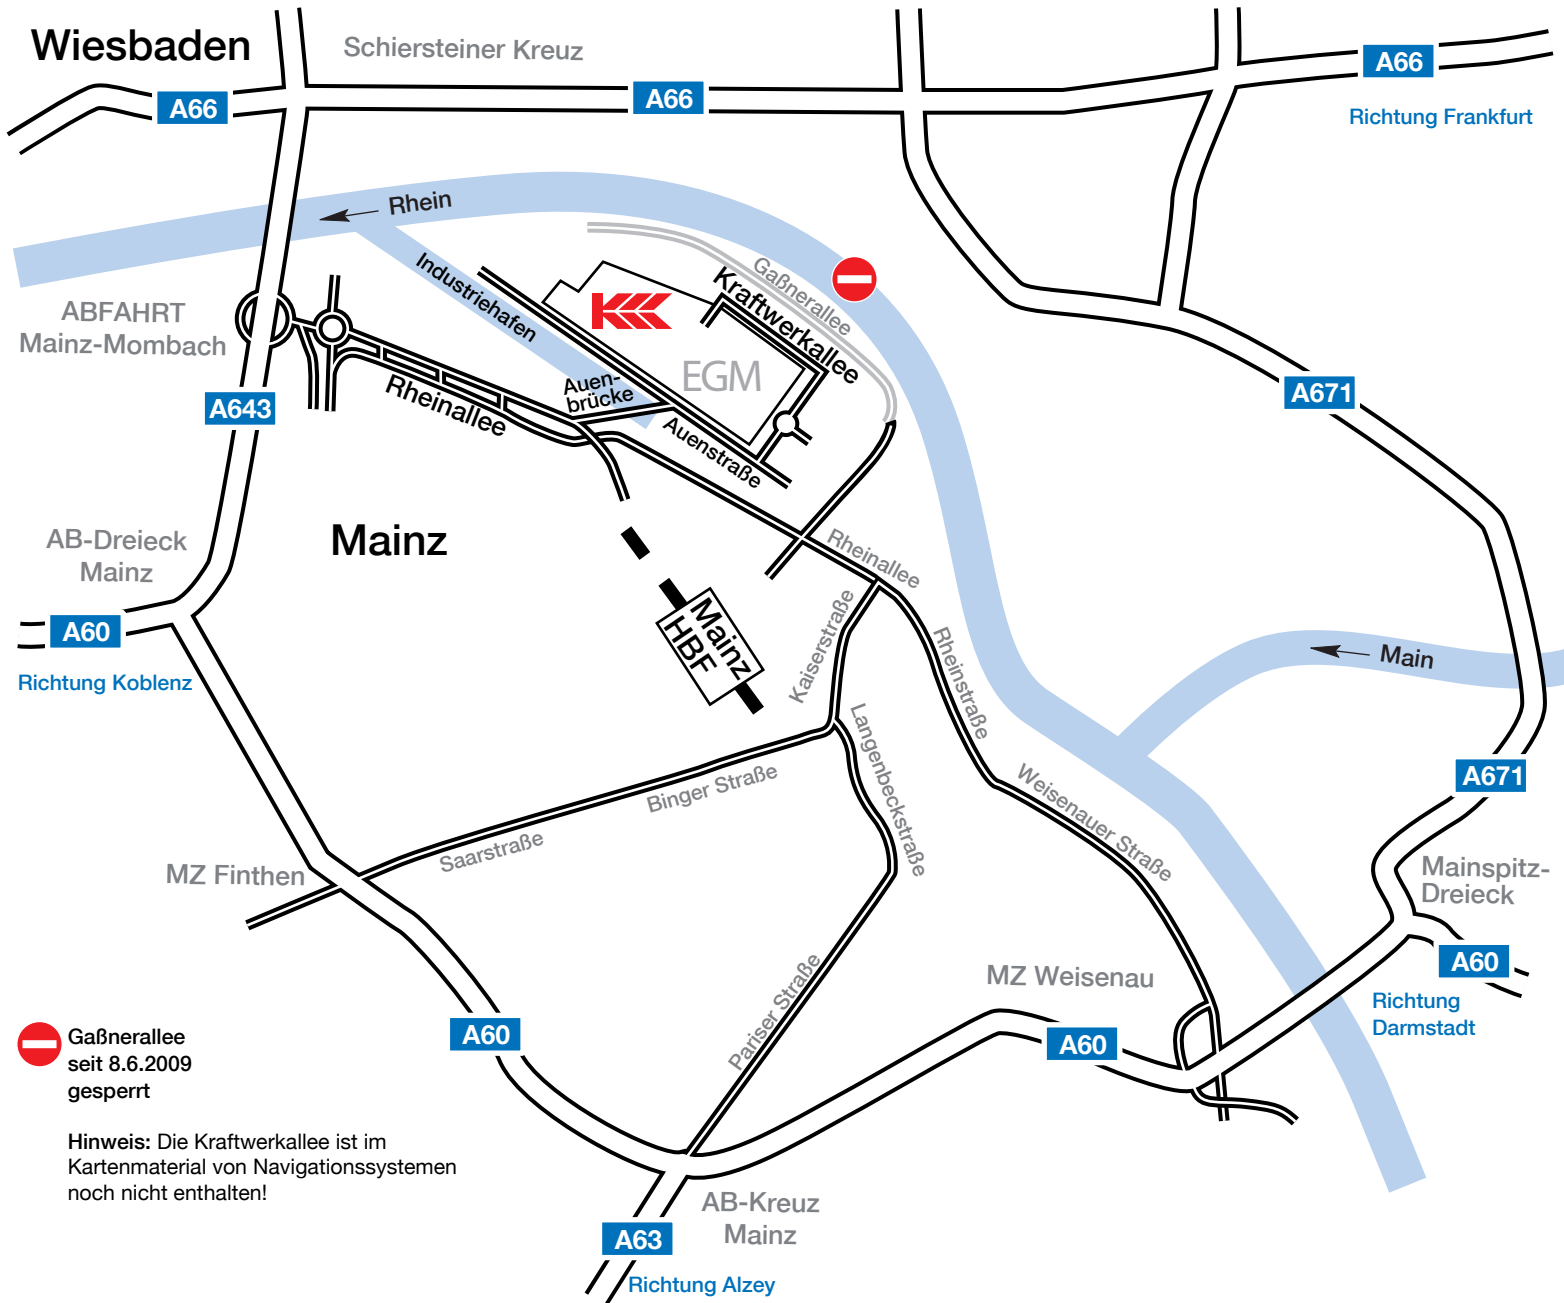 Wiesbaden
Schiersteiner Kreuz
A66
A66
A66
Richtung Frankfurt
Rhein
Industriehafen
Gaßnerallee
Kraftwerkallee
EGM
ABFAHRT
Mainz-Mombach
Auen-
brücke
Rheinallee
A643
A671
Auenstraße
Mainz
AB-Dreieck
Mainz
Rheinallee
A60
Richtung Koblenz
Mainz
HBF
Kaiserstraße
Rheinstraße
Main
Langenbeckstraße
Binger Straße
Weisenauer Straße
A671
Saarstraße
MZ Finthen
Mainspitz-
Dreieck
Pariser Straße
MZ Weisenau
A60
Richtung
Darmstadt
A60
A60
Gaßnerallee
seit 8.6.2009
gesperrt
Hinweis: Die Kraftwerkallee ist im
Kartenmaterial von Navigationssystemen
noch nicht enthalten!
AB-Kreuz
Mainz
A63
Richtung Alzey